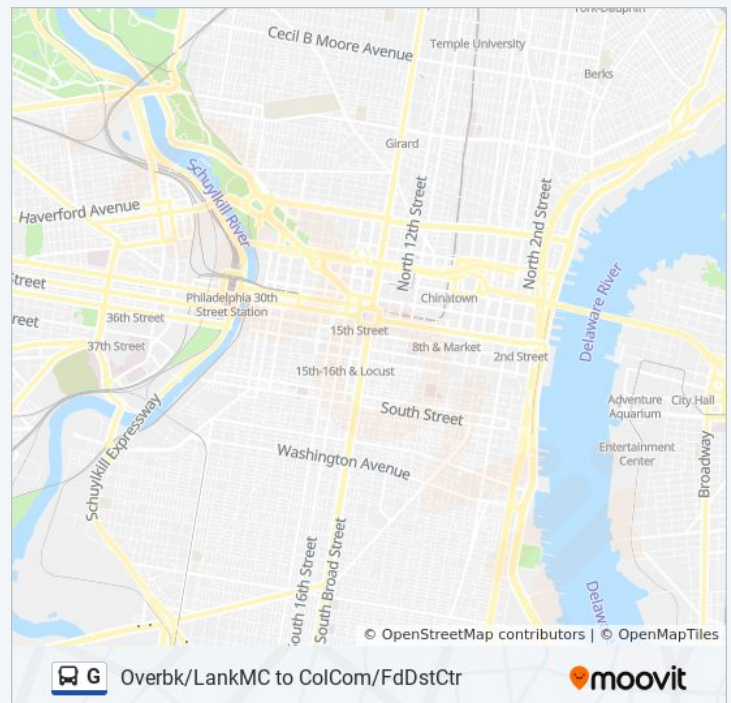 York-Dauphin
Cecil B Moore Avenue
Temple University
Berks
Girard
Schuylkill River
Haverford Avenue
North 12th Street
North 2nd Street
Street
Philadelphia 30th
Street Station
Chinatown
Delaware River
36th Street
reet
15th Street
37th Street
8th & Market
2nd Street
15th-16th & Locust
Adventure
Aquarium
City Hall
South Street
Schuylkill Expressway
Washington Avenue
Entertainment
Center
Broadway
South 16th Street
South Broad Street
Delaw
© OpenStreetMap contributors | © OpenMapTiles
G Overbk/LankMC to ColCom/FdDstCtr
moovit